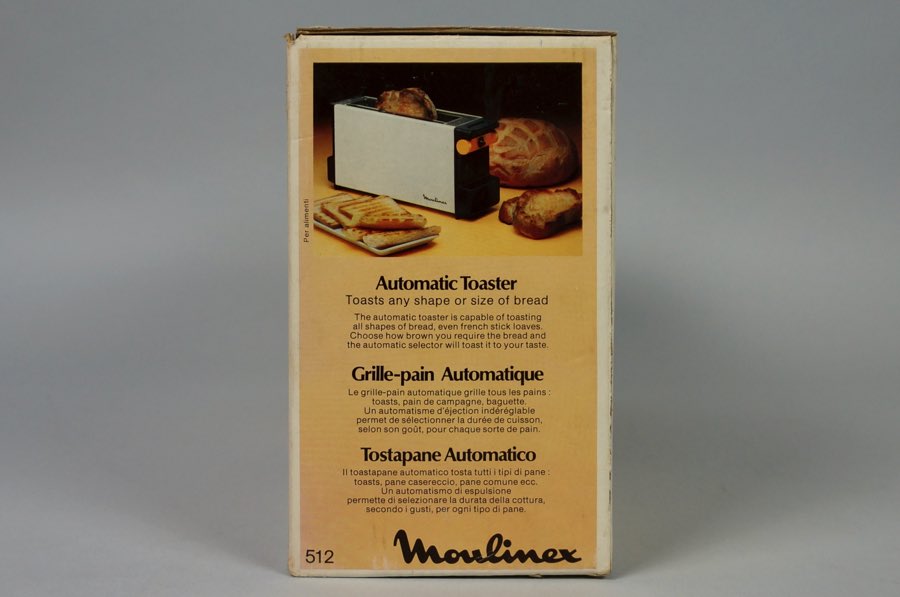 Moulinex
Per alimenti
Automatic Toaster
Toasts any shape or size of bread
The automatic toaster is capable of toasting
all shapes of bread, even french stick loaves.
Choose how brown you require the bread and
the automatic selector will toast it to your taste.
Grille-pain Automatique
Le grille-pain automatique grille tous les pains :
toasts, pain de campagne, baguette.
Un automatisme d'éjection indéréglable
permet de sélectionner la durée de cuisson,
selon son goût, pour chaque sorte de pain.
Tostapane Automatico
Il toastapane automatico tosta tutti i tipi di pane :
toasts, pane casereccio, pane comune ecc.
Un automatismo di espulsione
permette di selezionare la durata della cottura,
secondo i gusti, per ogni tipo di pane.
512
Moulinex